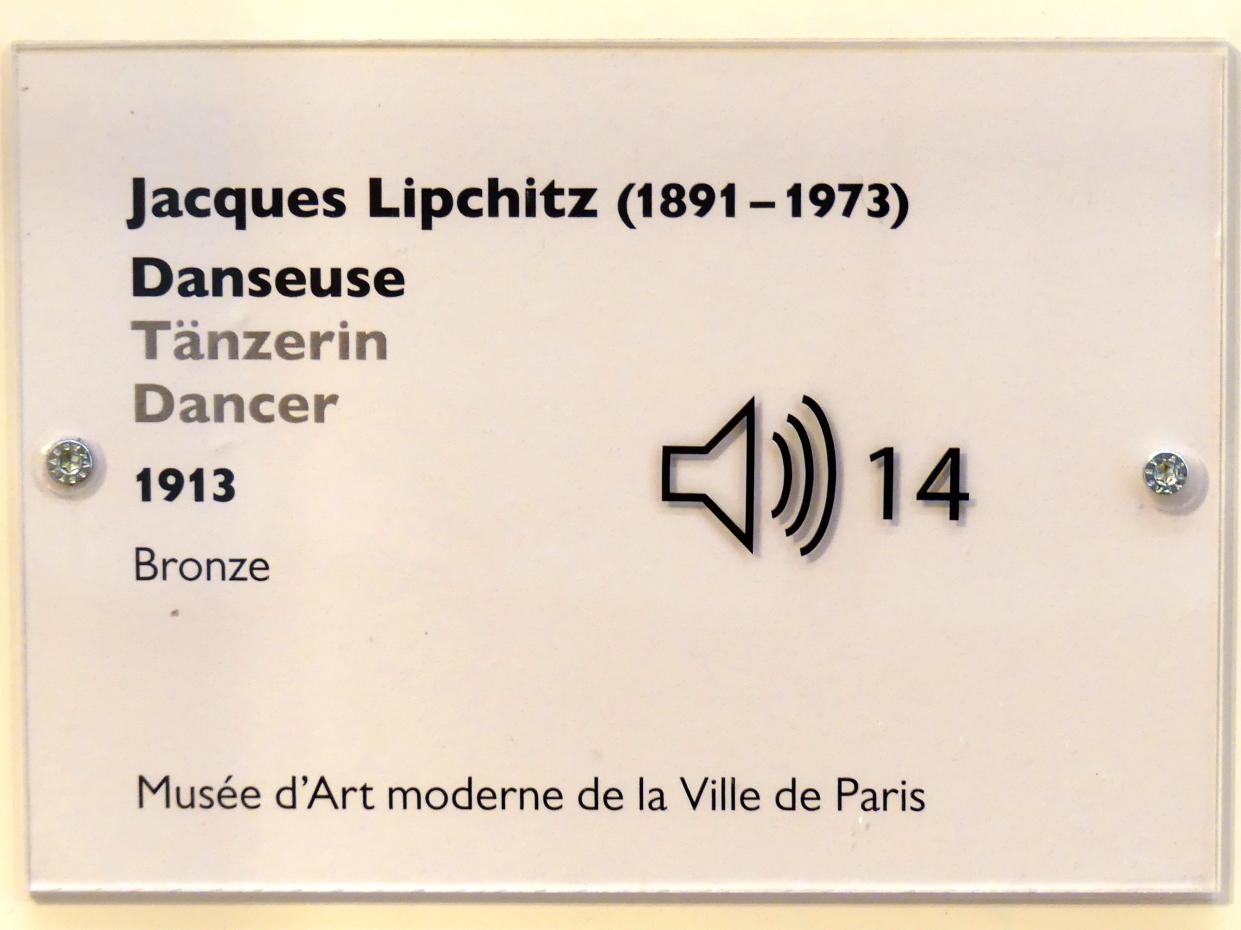 Jacques Lipchitz (1891 – 1973)
Danseuse
Tänzerin
Dancer
1913
Bronze
14
Musée d’Art moderne de la Ville de Paris